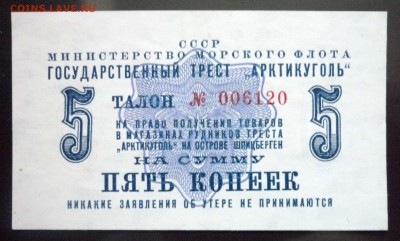 COINS.LAVE.RU
СССР
МИНИСТЕРСТВО МОРСКОГО ФЛОТА
ГОСУДАРСТВЕННЫЙ ТРЕСТ „АРКТИКУГОЛЬ"
5 ТАЛОН № 006120 5
НА ПРАВО ПОЛУЧЕНИЯ ТОВАРОВ
В МАГАЗИНАХ РУДНИКОВ ТРЕСТА
„АРКТИКУГОЛЬ" НА ОСТРОВЕ ШПИЦБЕРГЕН
НА СУММУ
ПЯТЬ КОПЕЕК
НИКАКИЕ ЗАЯВЛЕНИЯ ОБ УТЕРЕ НЕ ПРИНИМАЮТСЯ